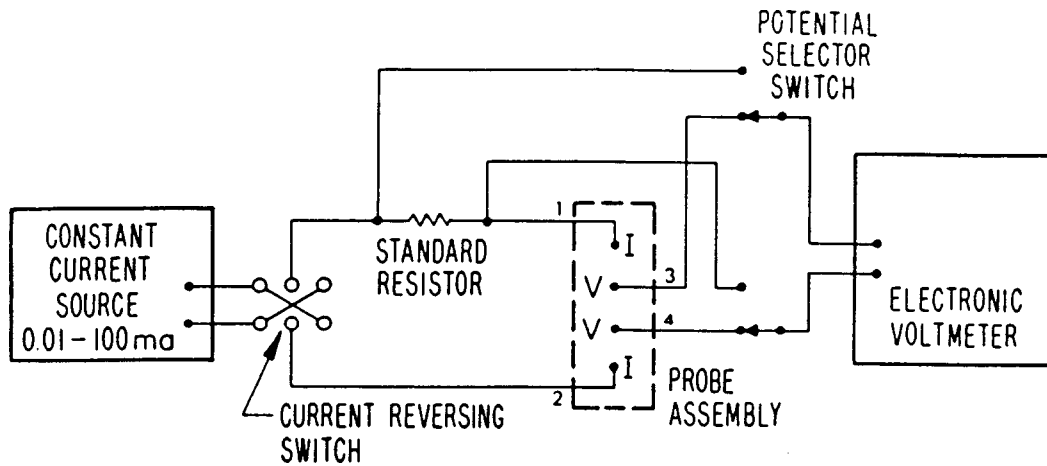 POTENTIAL
SELECTOR
SWITCH
CONSTANT
CURRENT
SOURCE
0.01-100 ma
STANDARD
RESISTOR
1
I
V
3
V
4
I
2
PROBE
ASSEMBLY
ELECTRONIC
VOLTMETER
CURRENT REVERSING
SWITCH